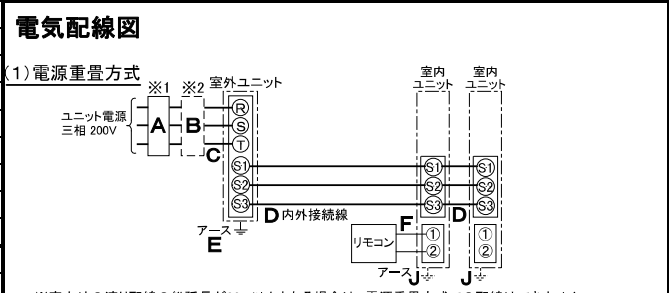 電気配線図
(1)電源重畳方式
※1 ※2 室外ユニット 室内ユニット 室内ユニット
ユニット電源
三相 200V
A B C
R
S
T
S1 S1 S1
S2 S2 S2
S3 S3 S3
D 内外接続線 D
アース
E
F
リモコン
① ①
② ②
アース J J